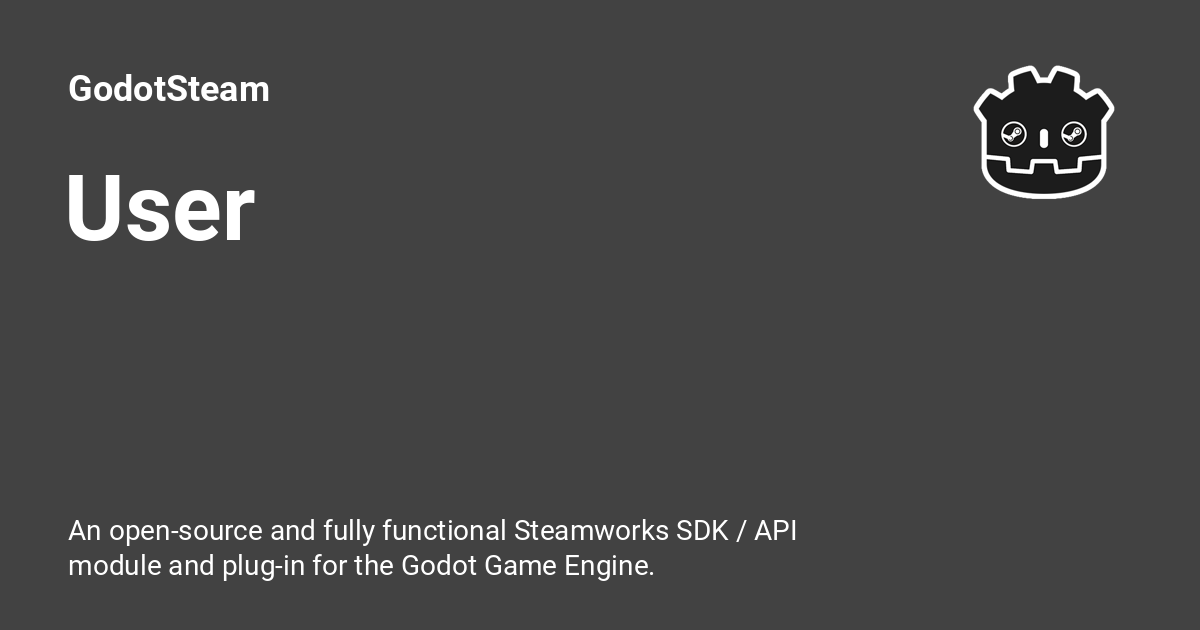 GodotSteam
User
An open-source and fully functional Steamworks SDK / API
module and plug-in for the Godot Game Engine.